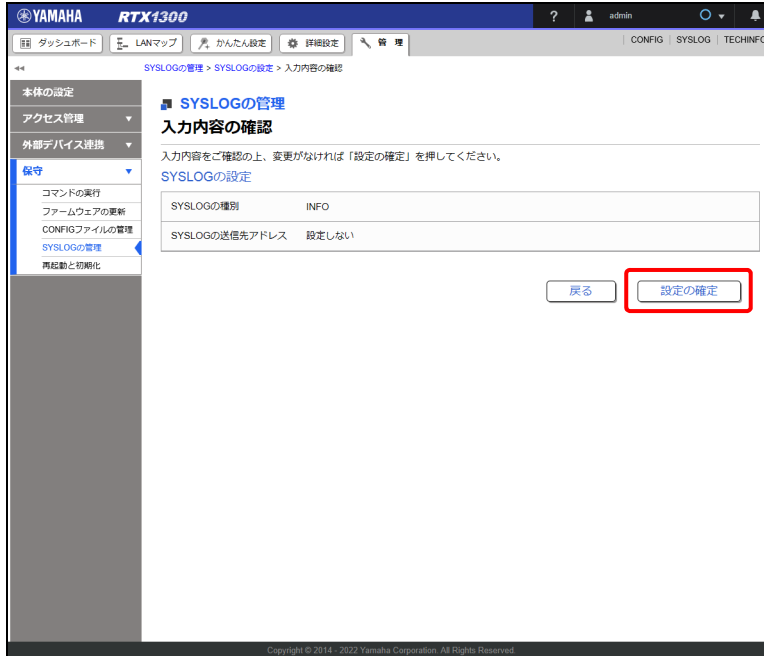 YAMAHA RTX1300 ? admin
ダッシュボード LANマップ かんたん設定 詳細設定 管 理 CONFIG SYSLOG TECHINFO
SYSLOGの管理 > SYSLOGの設定 > 入力内容の確認
本体の設定
アクセス管理
外部デバイス連携
保守
コマンドの実行
ファームウェアの更新
CONFIGファイルの管理
SYSLOGの管理
再起動と初期化
SYSLOGの管理
入力内容の確認
入力内容をご確認の上、変更がなければ「設定の確定」を押してください。
SYSLOGの設定
SYSLOGの種別 INFO
SYSLOGの送信先アドレス 設定しない
戻る 設定の確定
Copyright © 2014 - 2022 Yamaha Corporation. All Rights Reserved.